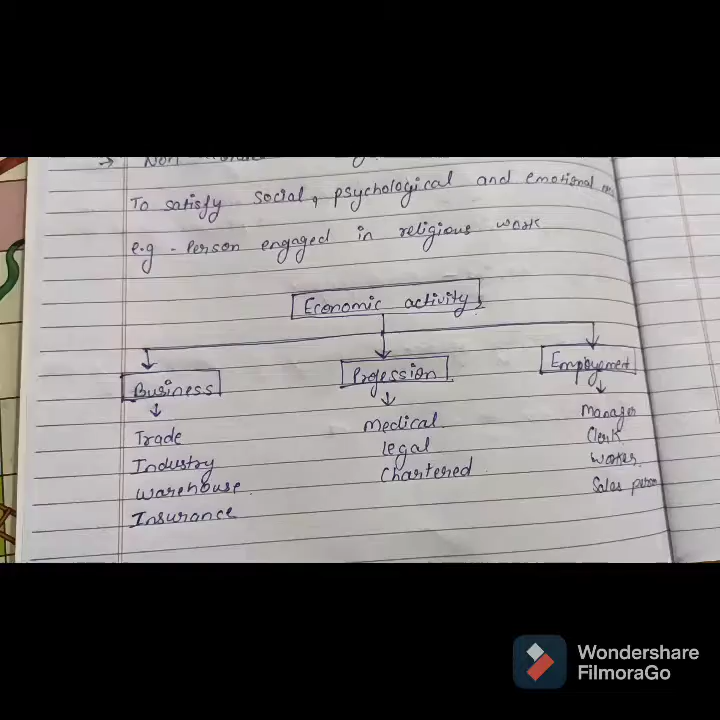 To satisfy social, psychological and emotional
e.g - Person engaged in religious work
Economic activity
Business Profession Employment
Trade Medical Manager
Industry legal Clerk
Warehouse Chartered Worker
Insurance Sales person
Wondershare
FilmoraGo